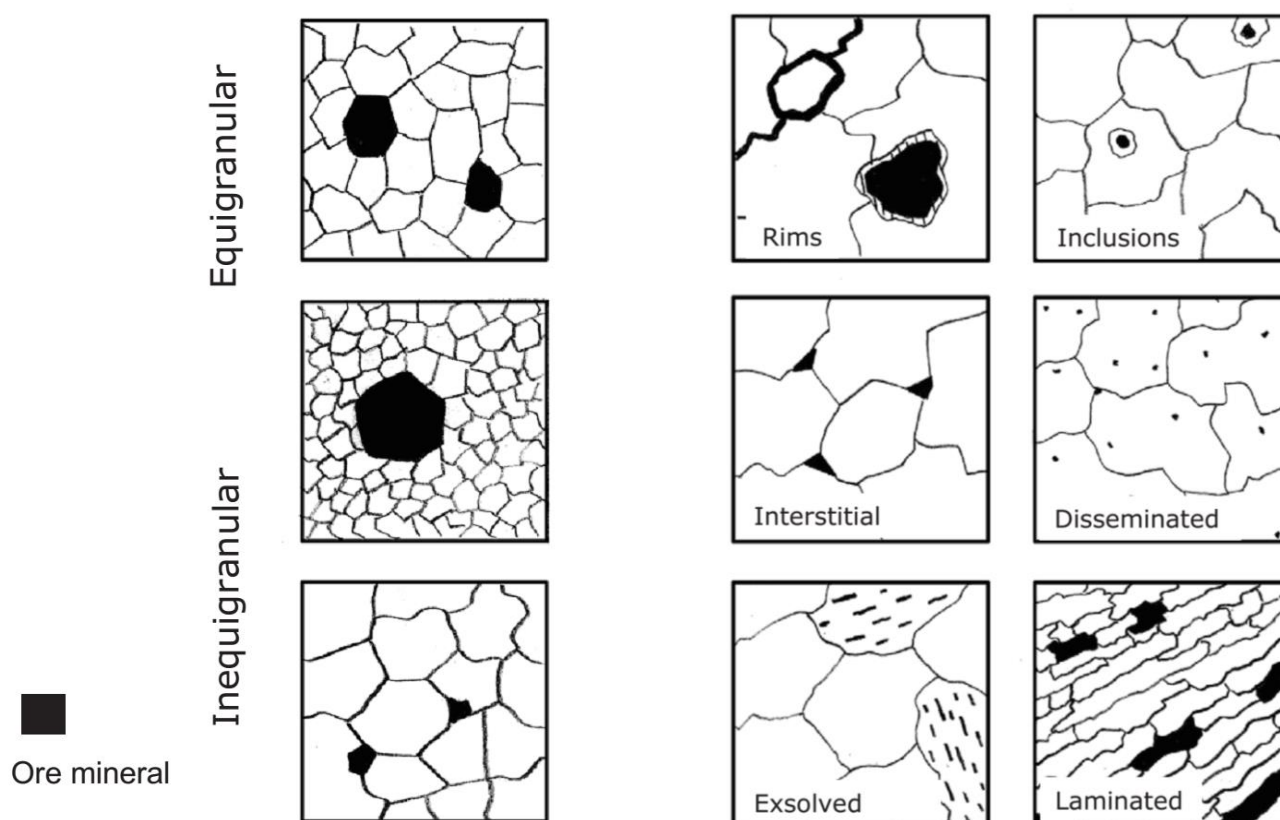 Equigranular
Inequigranular
Ore mineral
Rims
Inclusions
Interstitial
Disseminated
Exsolved
Laminated